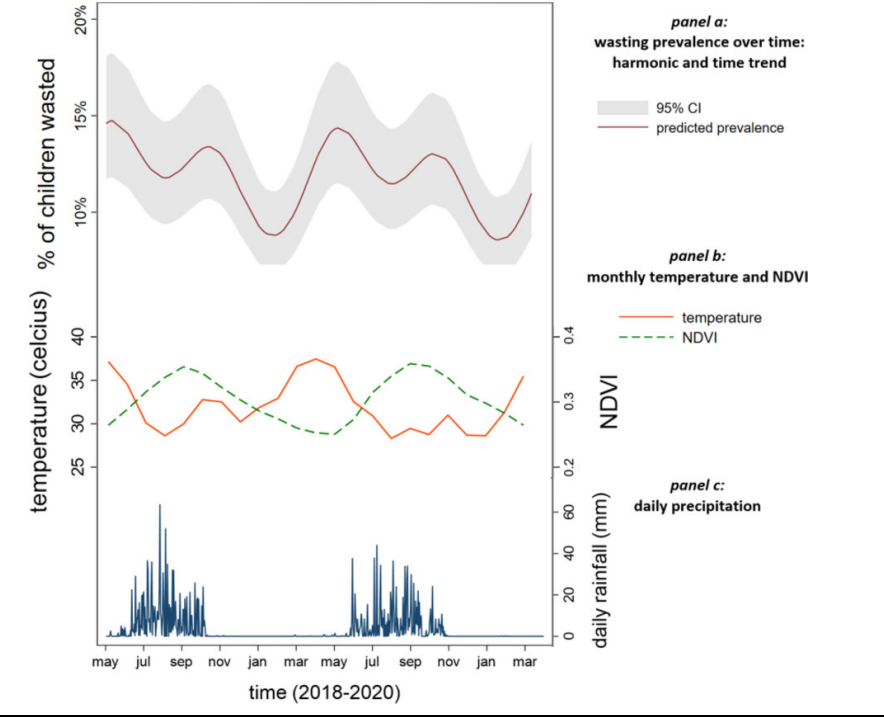 panel a:
wasting prevalence over time:
harmonic and time trend
95% CI
predicted prevalence
% of children wasted
20%
15%
10%
panel b:
monthly temperature and NDVI
temperature
NDVI
temperature (celcius)
40
35
30
25
0.4
0.3
0.2
NDVI
panel c:
daily precipitation
60
40
20
0
daily rainfall (mm)
may jul sep nov jan mar may jul sep nov jan mar
time (2018-2020)